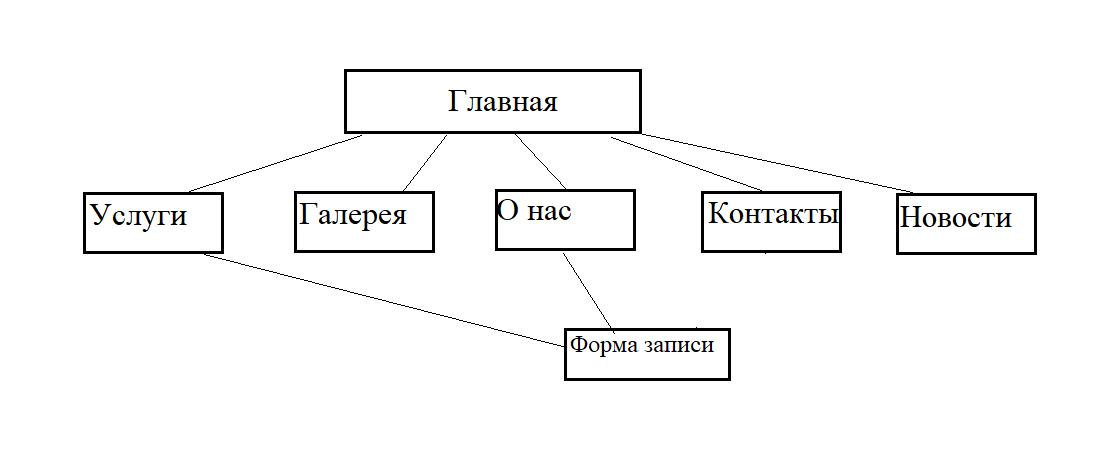 Главная
Услуги
Галерея
О нас
Контакты
Новости
Форма записи